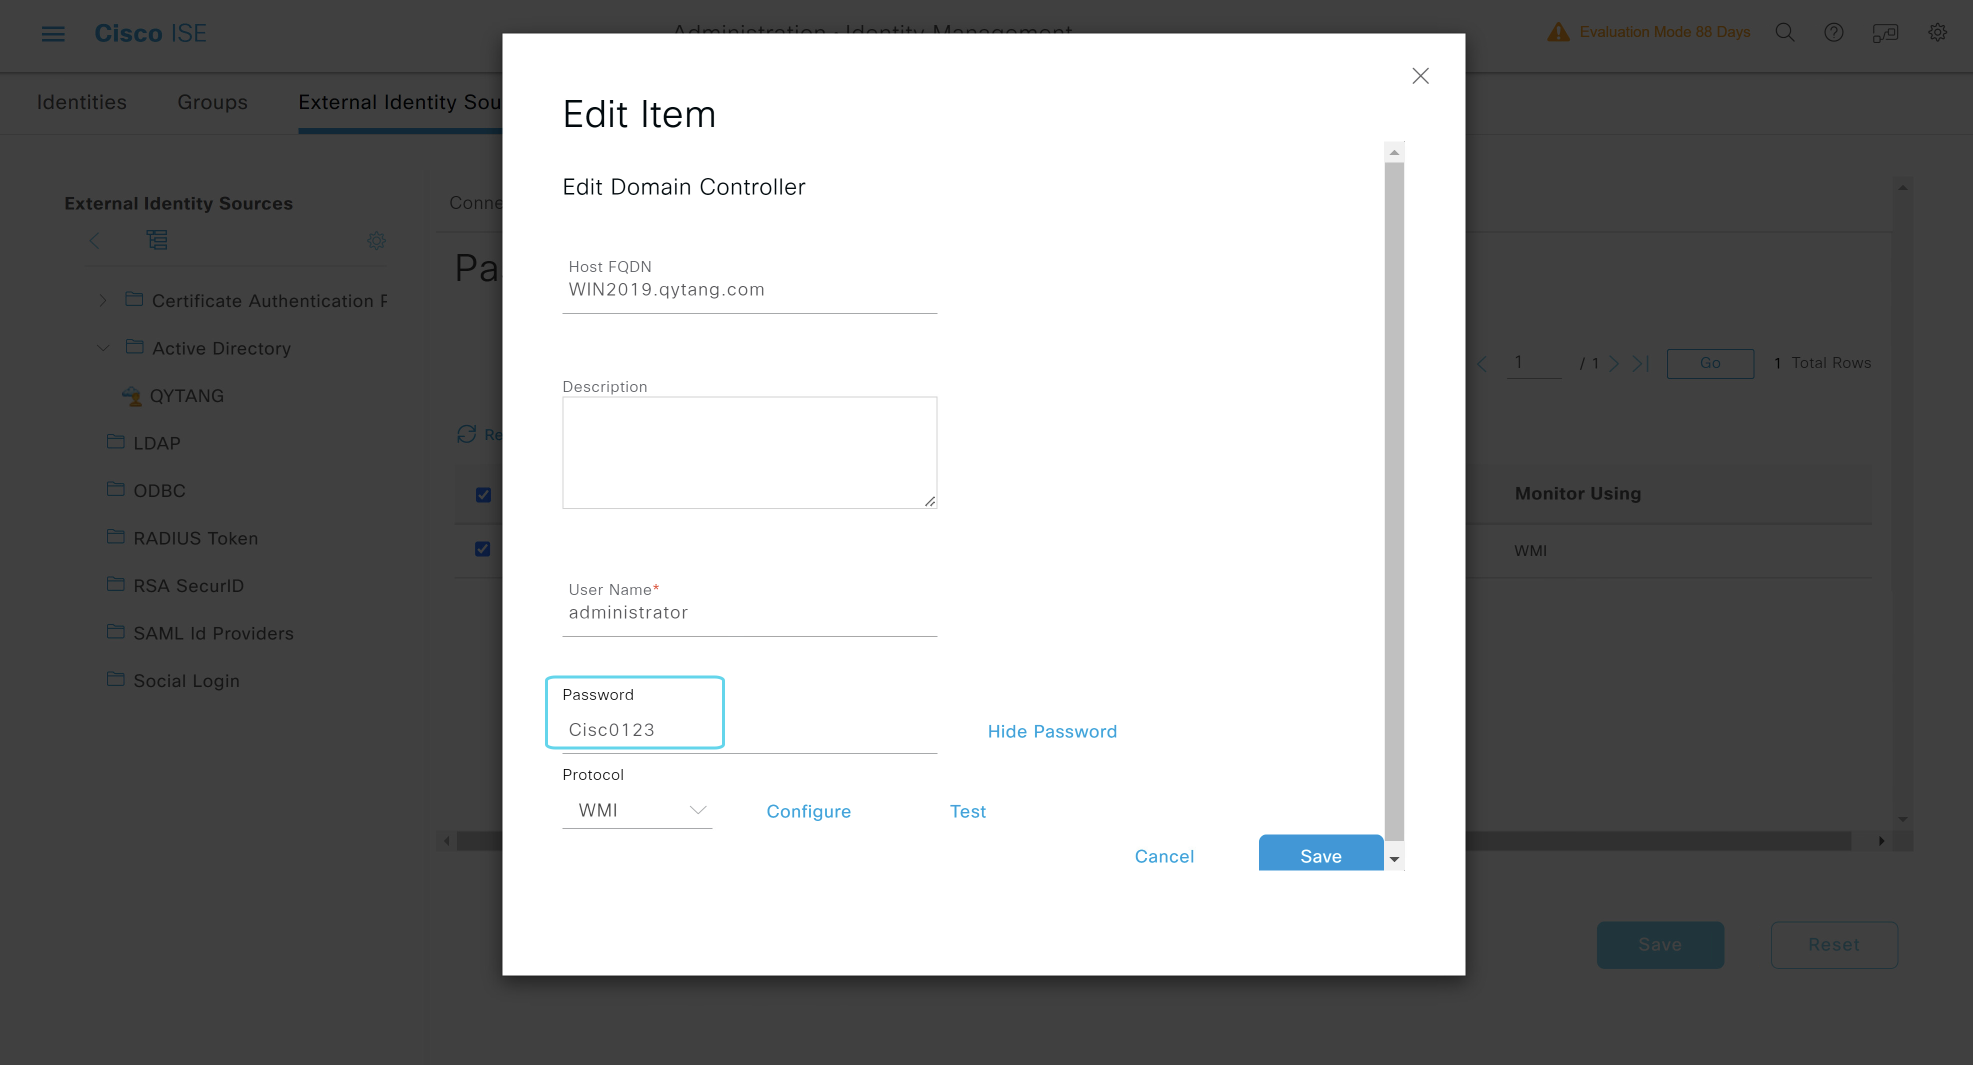 Cisco ISE
Administration · Identity Management
Evaluation Mode 88 Days
Identities
Groups
External Identity Sou
External Identity Sources
Certificate Authentication F
Active Directory
QYTANG
LDAP
ODBC
RADIUS Token
RSA SecurID
SAML Id Providers
Social Login
Conne
Pa
Re
1
/ 1
Go
1 Total Rows
Monitor Using
WMI
Save
Reset
Edit Item
Edit Domain Controller
Host FQDN
WIN2019.qytang.com
Description
User Name*
administrator
Password
Cisc0123
Hide Password
Protocol
WMI
Configure
Test
Cancel
Save